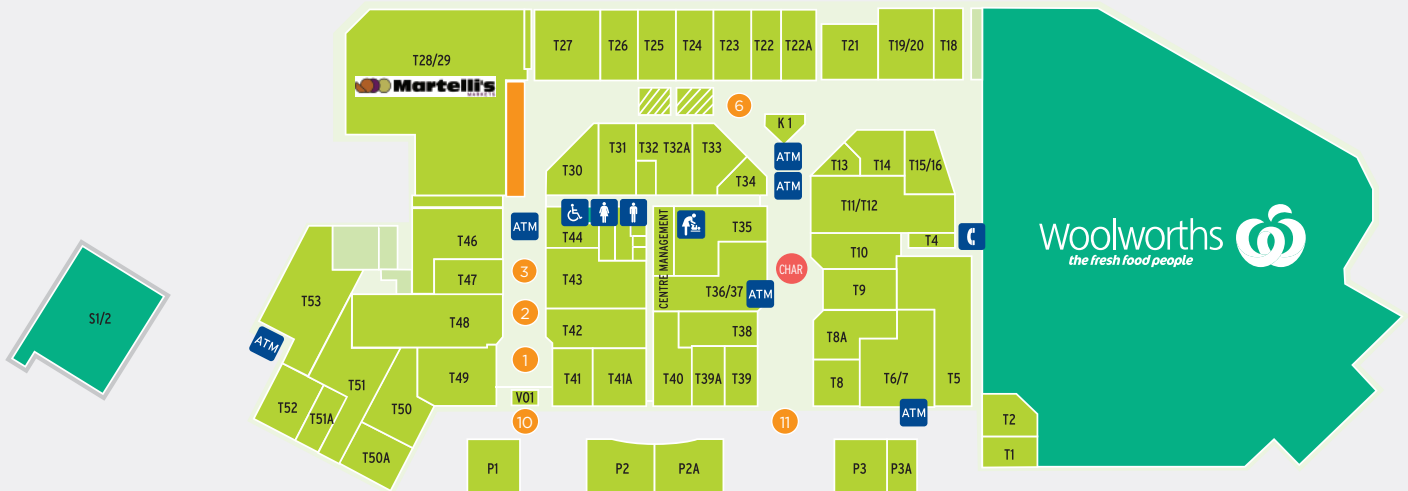 T28/29
Martelli's
MARKETS
T27
T26
T25
T24
T23
T22
T22A
T21
T19/20
T18
6
K 1
ATM
ATM
T30
T31
T32
T32A
T33
T34
T13
T14
T15/16
T11/T12
T4
T10
T9
T8A
T8
T6/7
T5
ATM
Woolworths
the fresh food people
T2
T1
ATM
3
2
1
T46
T47
T48
T49
T44
T43
T42
T41
T41A
CENTRE MANAGEMENT
T35
T36/37
ATM
T38
T40
T39A
T39
CHAR
T53
ATM
T51
T52
T51A
T50
T50A
S1/2
V01
10
11
P1
P2
P2A
P3
P3A